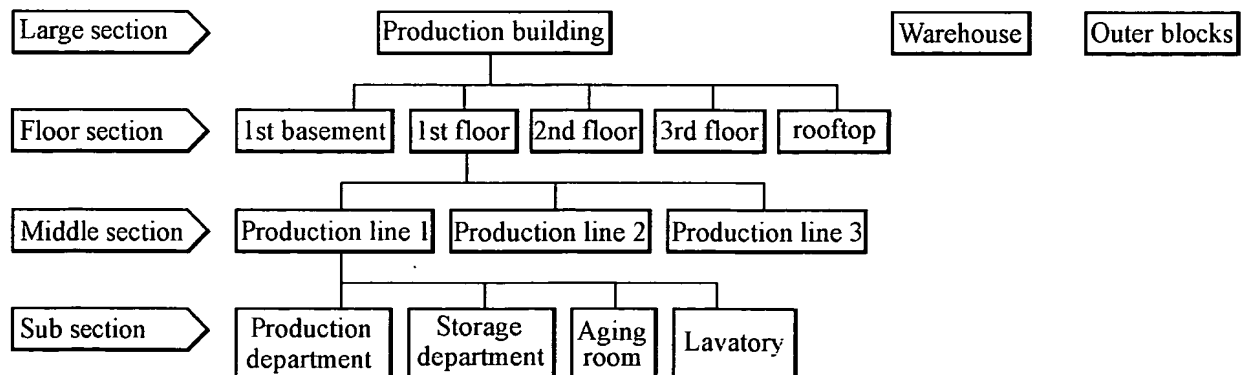 Large section
Production building
Warehouse
Outer blocks
Floor section
1st basement
1st floor
2nd floor
3rd floor
rooftop
Middle section
Production line 1
Production line 2
Production line 3
Sub section
Production
department
Storage
department
Aging
room
Lavatory